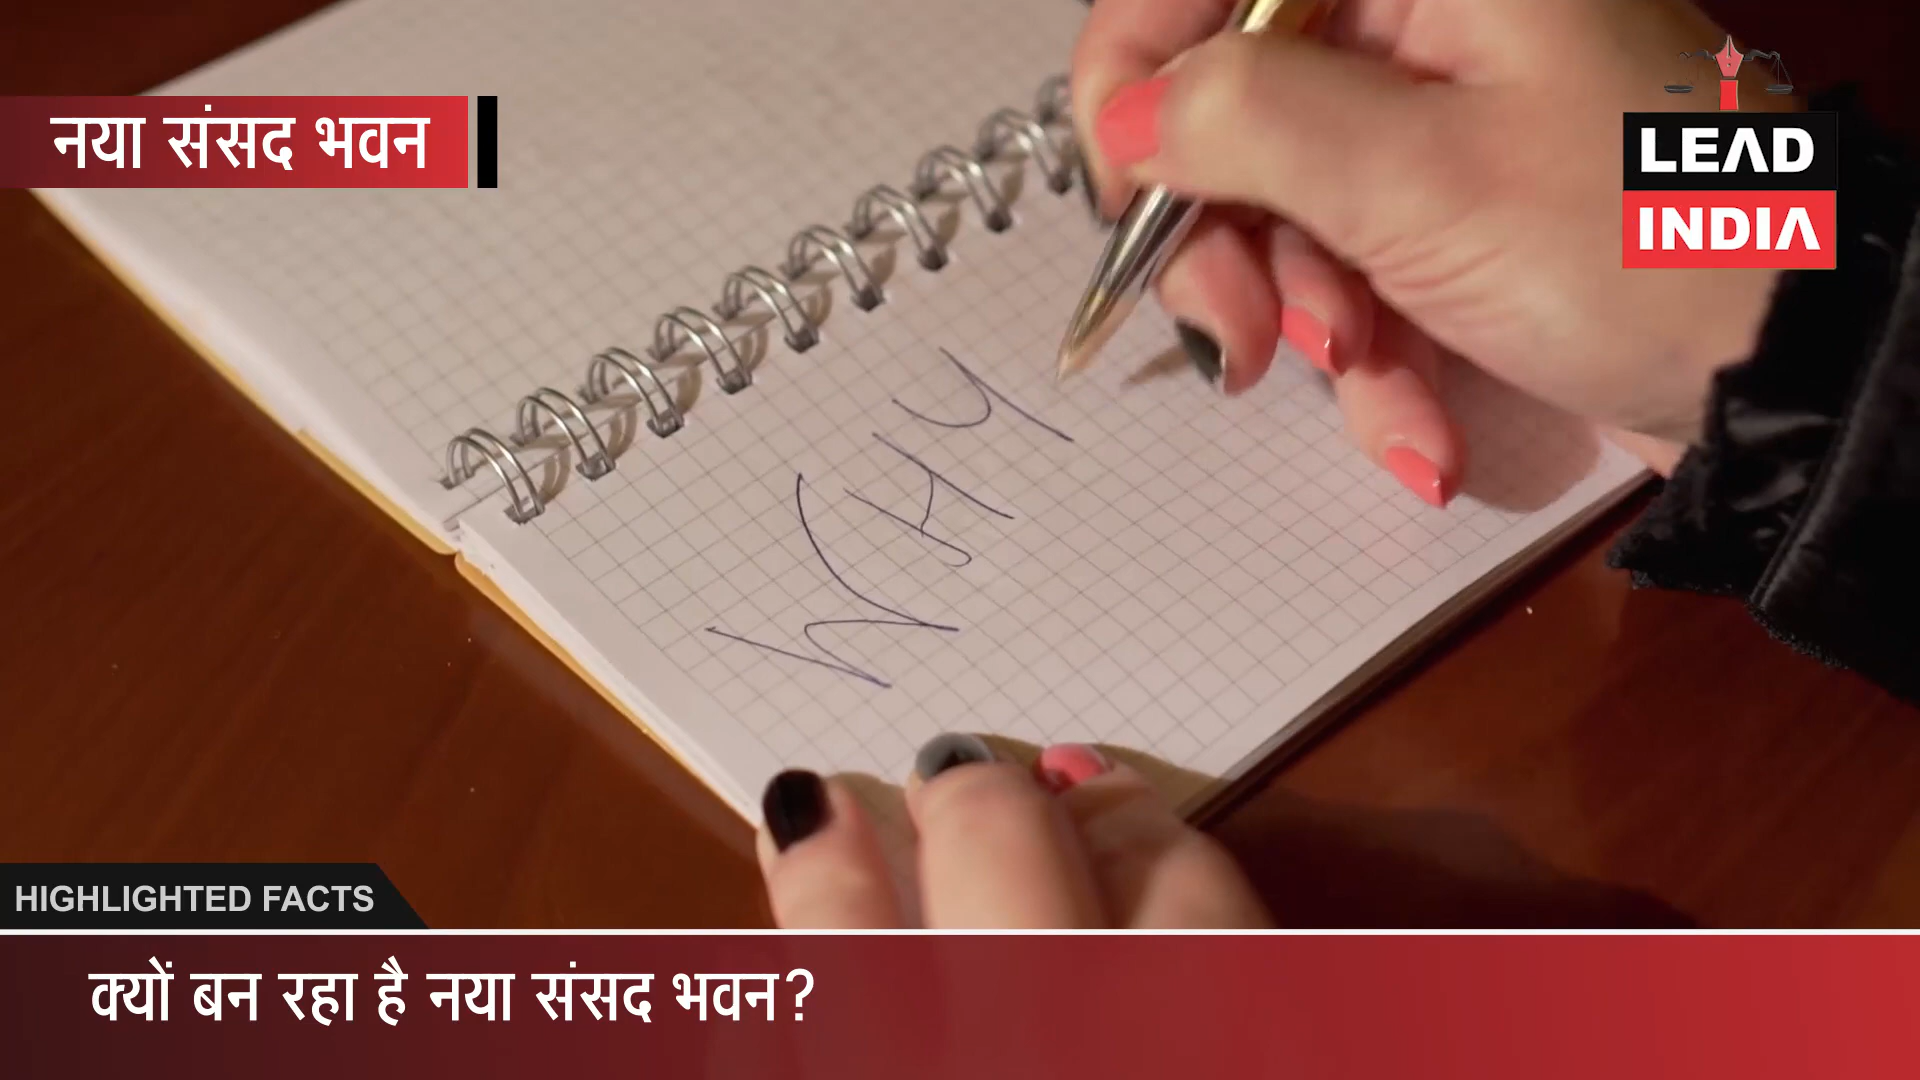 नया संसद भवन
LEAD
INDIA
WHY
HIGHLIGHTED FACTS
क्यों बन रहा है नया संसद भवन?